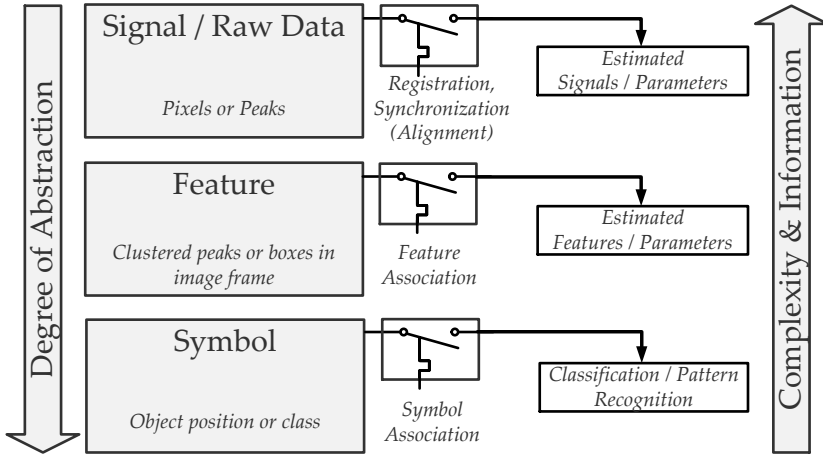 Degree of Abstraction
Signal / Raw Data
Pixels or Peaks
Registration,
Synchronization
(Alignment)
Estimated
Signals / Parameters
Feature
Clustered peaks or boxes in
image frame
Feature
Association
Estimated
Features / Parameters
Symbol
Object position or class
Symbol
Association
Classification / Pattern
Recognition
Complexity & Information